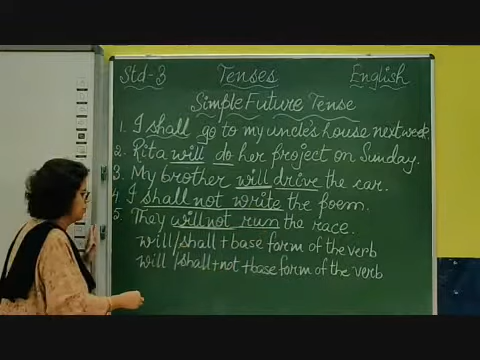 Std-3 Tenses English
Simple Future Tense
1. I shall go to my uncle's house next week.
2. Rita will do her project on Sunday.
3. My brother will drive the car.
4 I shall not write the poem.
5. They will not run the race.
will/shall + base form of the verb
will /shall + not + base form of the verb